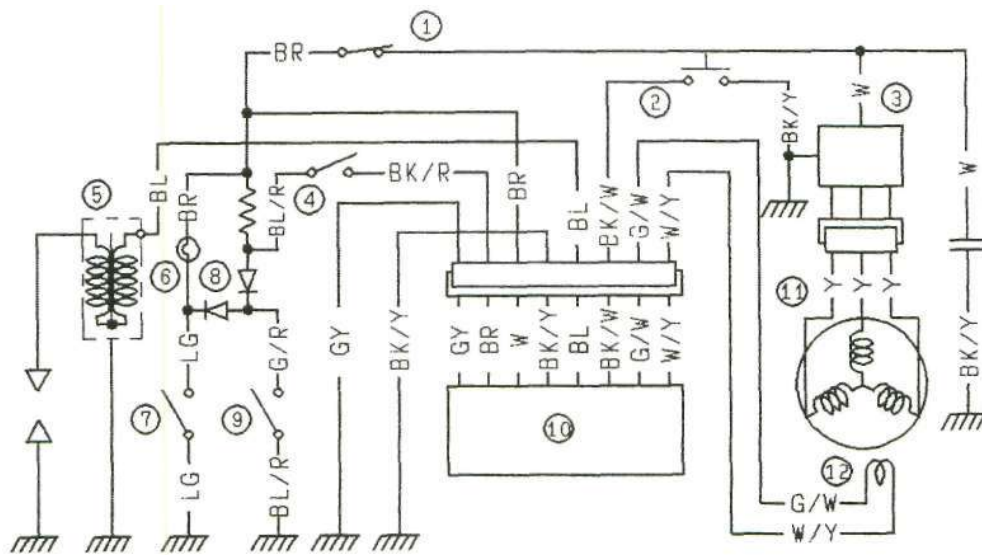 BR
①
②
③
W
BK/Y
W
⑤
BL
BR
BL/R
④
BK/R
BR
BL
BK/W
G/W
W/Y
⑥
⑧
⑪
Y
Y
Y
LG
G/R
GY
BK/Y
GY
BR
W
BK/Y
BL
BK/W
G/W
W/Y
BK/Y
⑦
⑨
⑩
⑫
LG
BL/R
G/W
W/Y